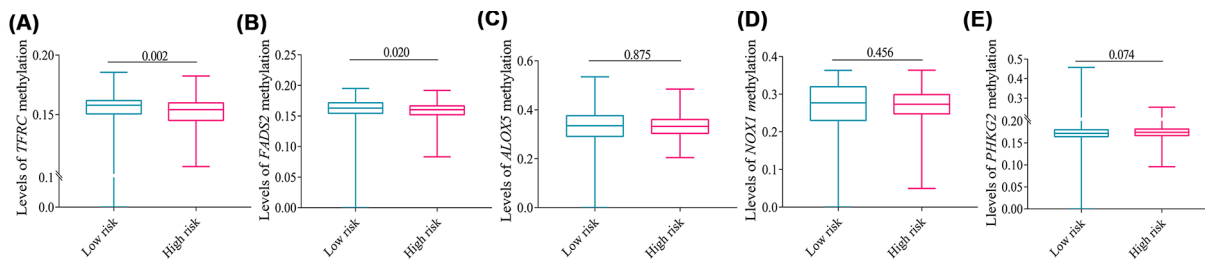 (A)
Levels of TFRC methylation
0.20
0.15
0.1
0.0
0.002
Low risk
High risk
(B)
Levels of FADS2 methylation
0.25
0.20
0.15
0.10
0.05
0.00
0.020
Low risk
High risk
(C)
Levels of ALOX5 methylation
0.6
0.4
0.2
0.0
0.875
Low risk
High risk
(D)
Levels of NOX1 methylation
0.4
0.3
0.2
0.1
0.0
0.456
Low risk
High risk
(E)
Llevels of PHKG2 methylation
0.5
0.4
0.3
0.20
0.15
0.10
0.05
0.00
0.074
Low risk
High risk